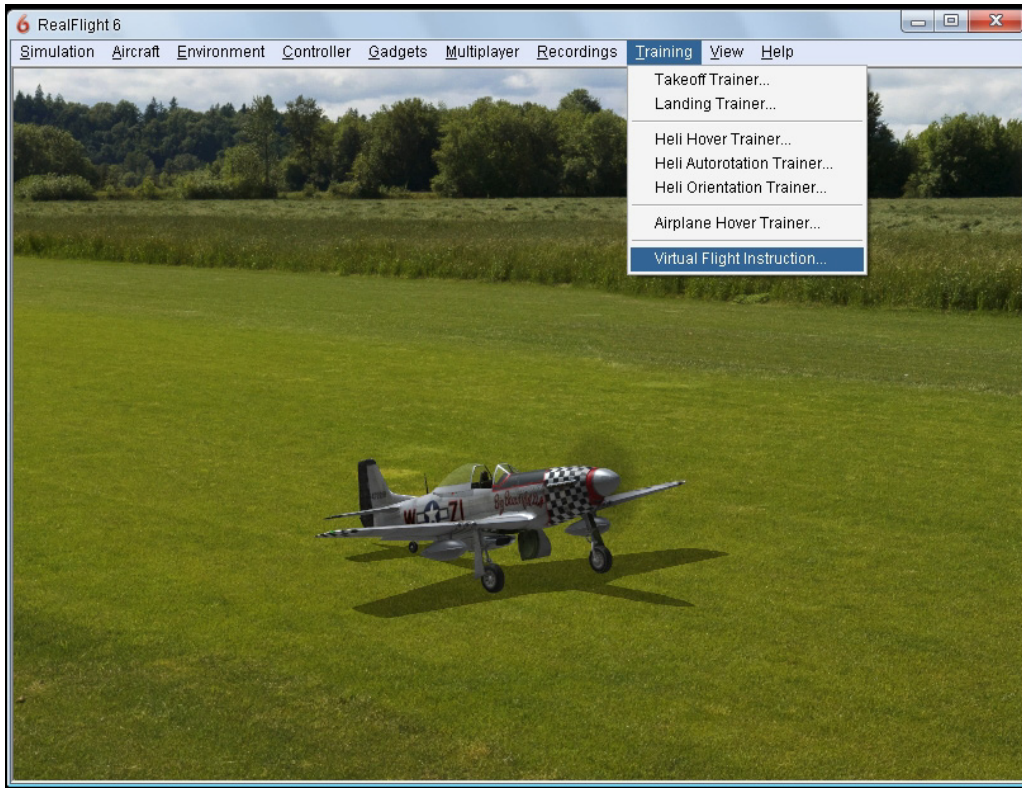 RealFlight 6
Simulation Aircraft Environment Controller Gadgets Multiplayer Recordings Training View Help
Takeoff Trainer...
Landing Trainer...
Heli Hover Trainer...
Heli Autorotation Trainer...
Heli Orientation Trainer...
Airplane Hover Trainer...
Virtual Flight Instruction...
W Z1